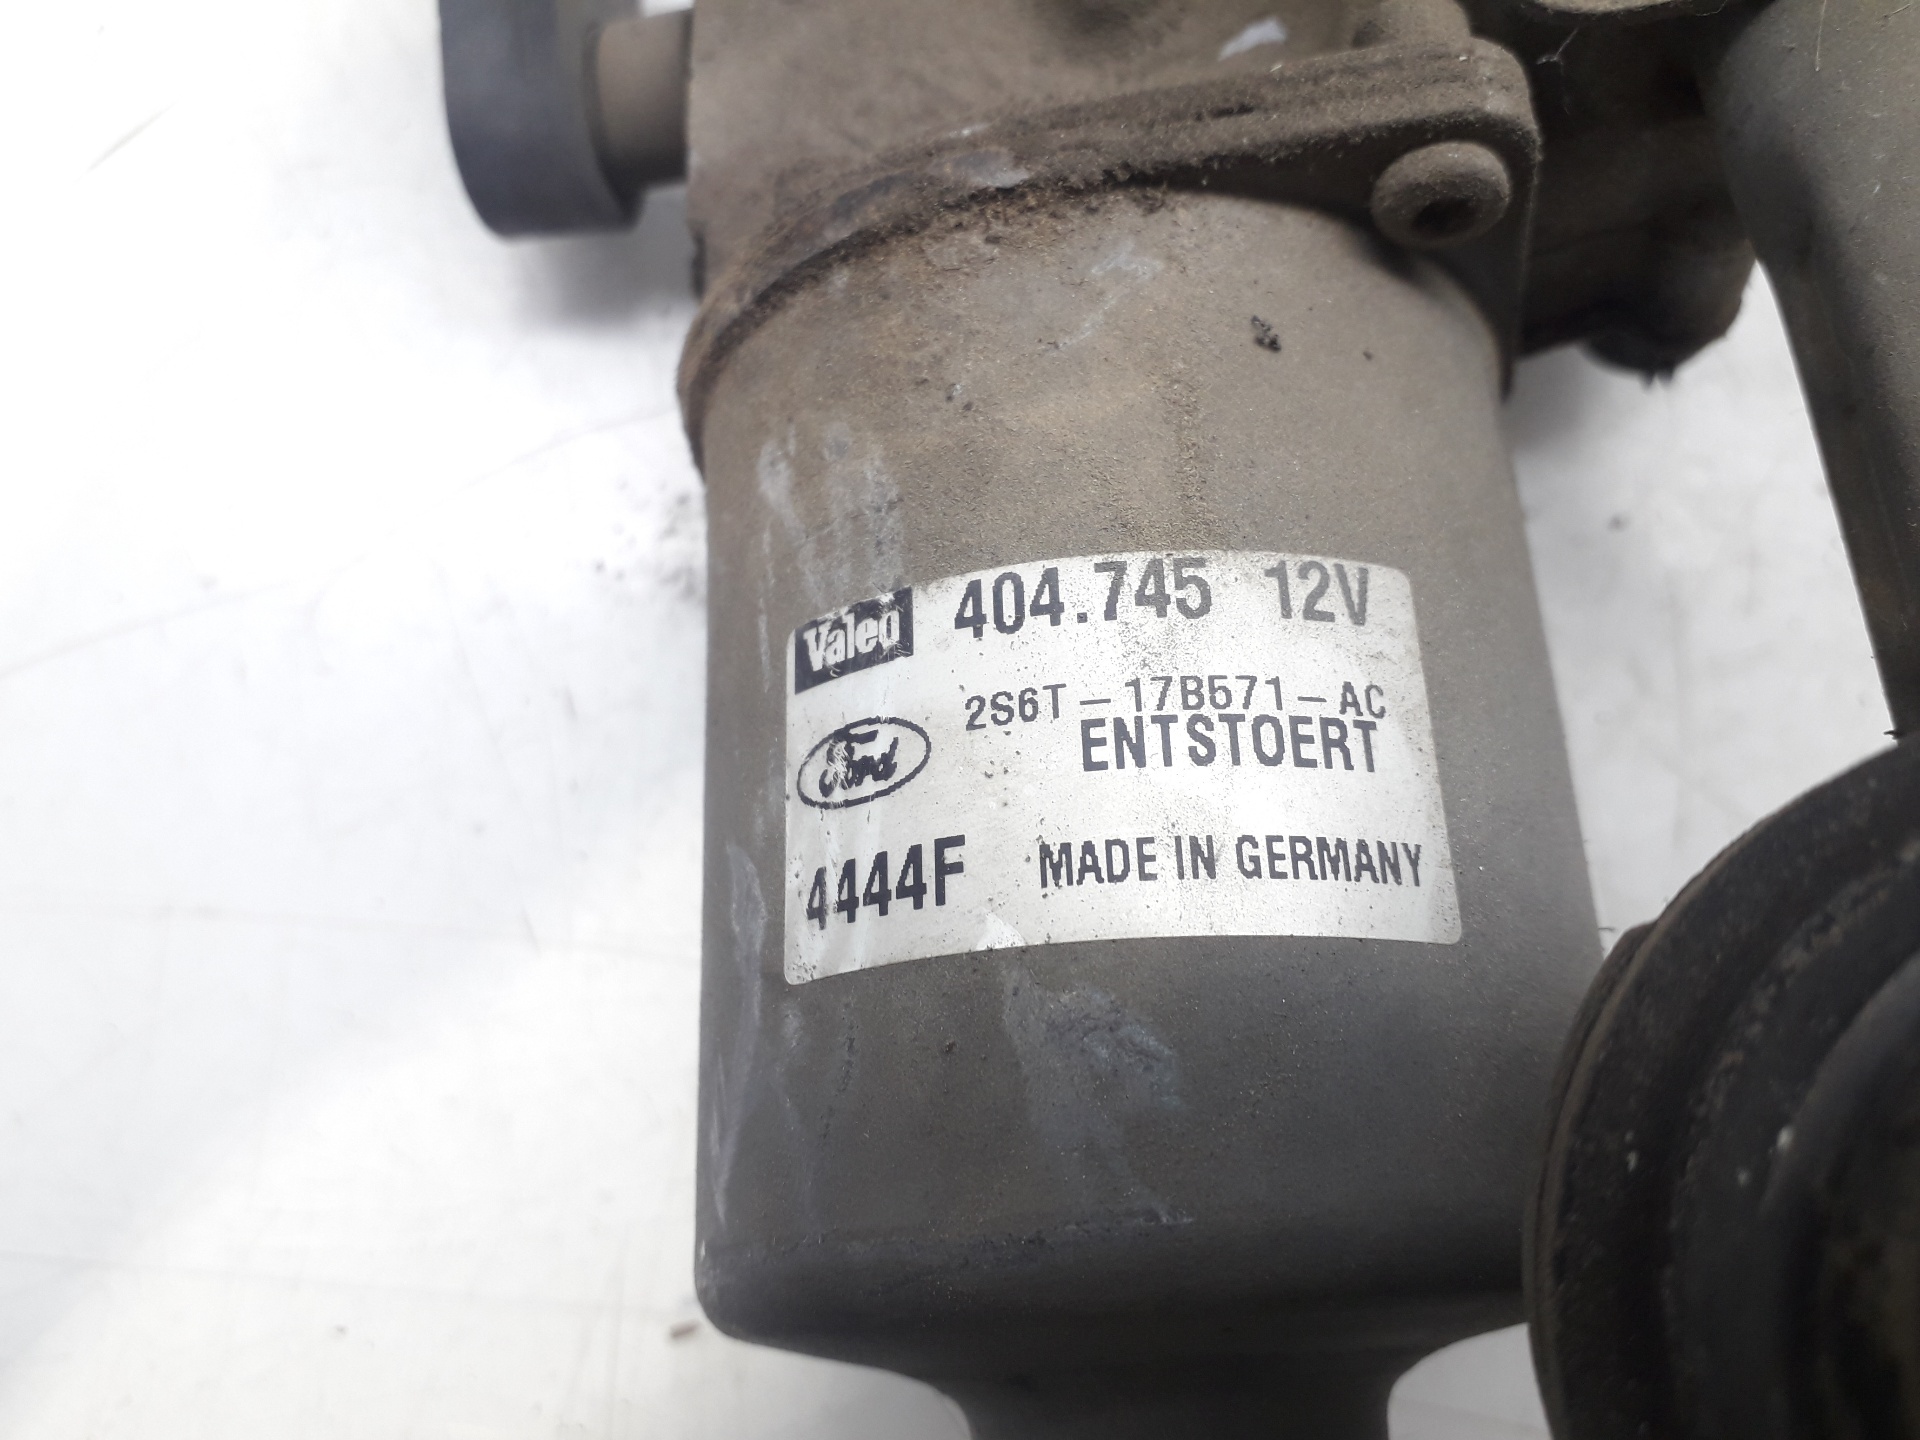 Valeo 404.745 12V
2S6T-17B571-AC
Ford ENTSTOERT
4444F MADE IN GERMANY